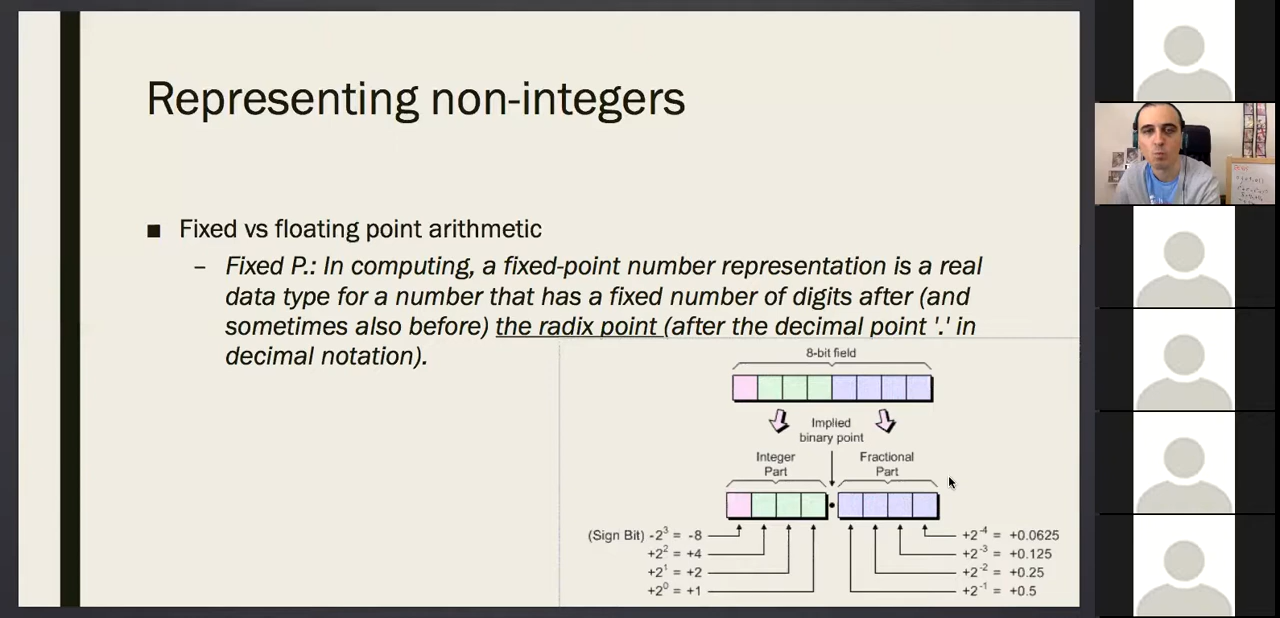 Representing non-integers
■ Fixed vs floating point arithmetic
– Fixed P.: In computing, a fixed-point number representation is a real
data type for a number that has a fixed number of digits after (and
sometimes also before) the radix point (after the decimal point '.' in
decimal notation).
8-bit field
Implied
binary point
Integer
Part
Fractional
Part
(Sign Bit) -2³ = -8
+2² = +4
+2¹ = +2
+2⁰ = +1
+2⁻⁴ = +0.0625
+2⁻³ = +0.125
+2⁻² = +0.25
+2⁻¹ = +0.5